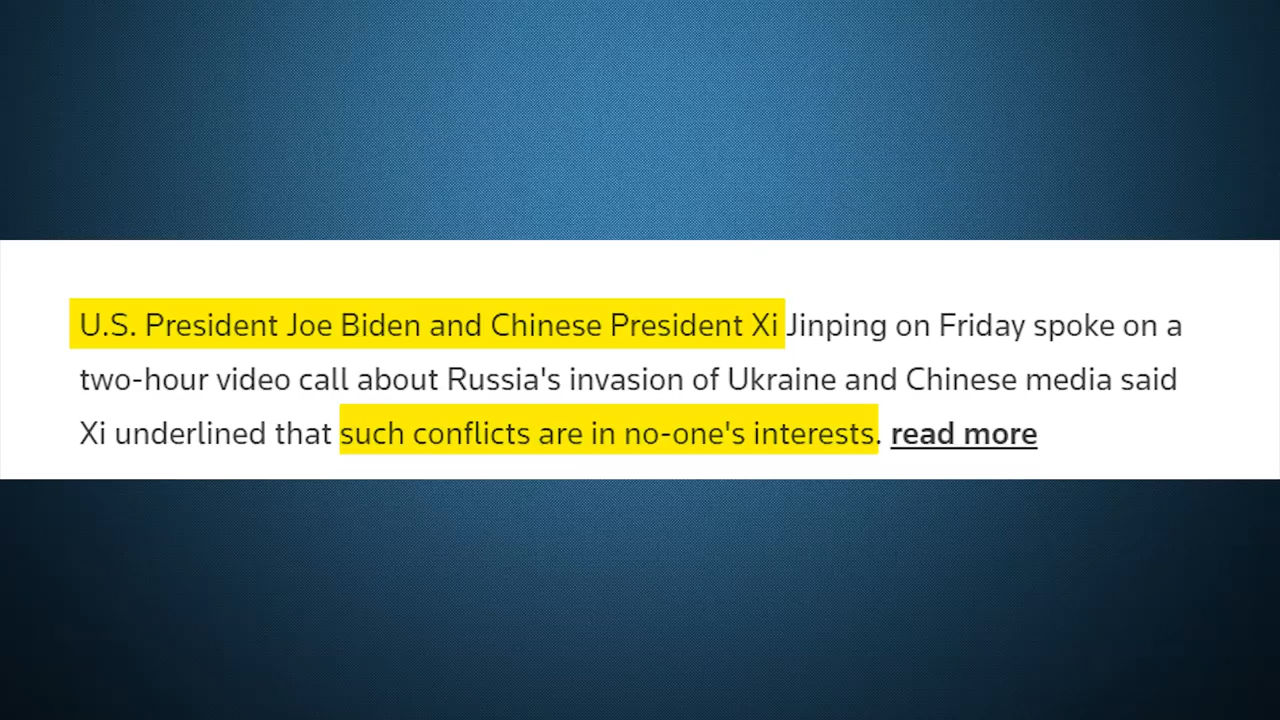 U.S. President Joe Biden and Chinese President Xi Jinping on Friday spoke on a
two-hour video call about Russia's invasion of Ukraine and Chinese media said
Xi underlined that such conflicts are in no-one's interests. read more